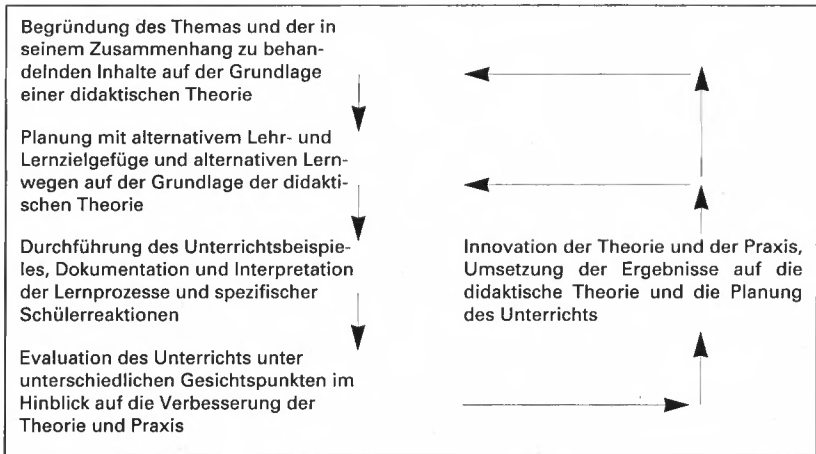 Begründung des Themas und der in
seinem Zusammenhang zu behan-
delnden Inhalte auf der Grundlage
einer didaktischen Theorie
Planung mit alternativem Lehr- und
Lernzielgefüge und alternativen Lern-
wegen auf der Grundlage der didakti-
schen Theorie
Durchführung des Unterrichtsbeispie-
les, Dokumentation und Interpretation
der Lernprozesse und spezifischer
Schülerreaktionen
Evaluation des Unterrichts unter
unterschiedlichen Gesichtspunkten im
Hinblick auf die Verbesserung der
Theorie und Praxis
Innovation der Theorie und der Praxis,
Umsetzung der Ergebnisse auf die
didaktische Theorie und die Planung
des Unterrichts